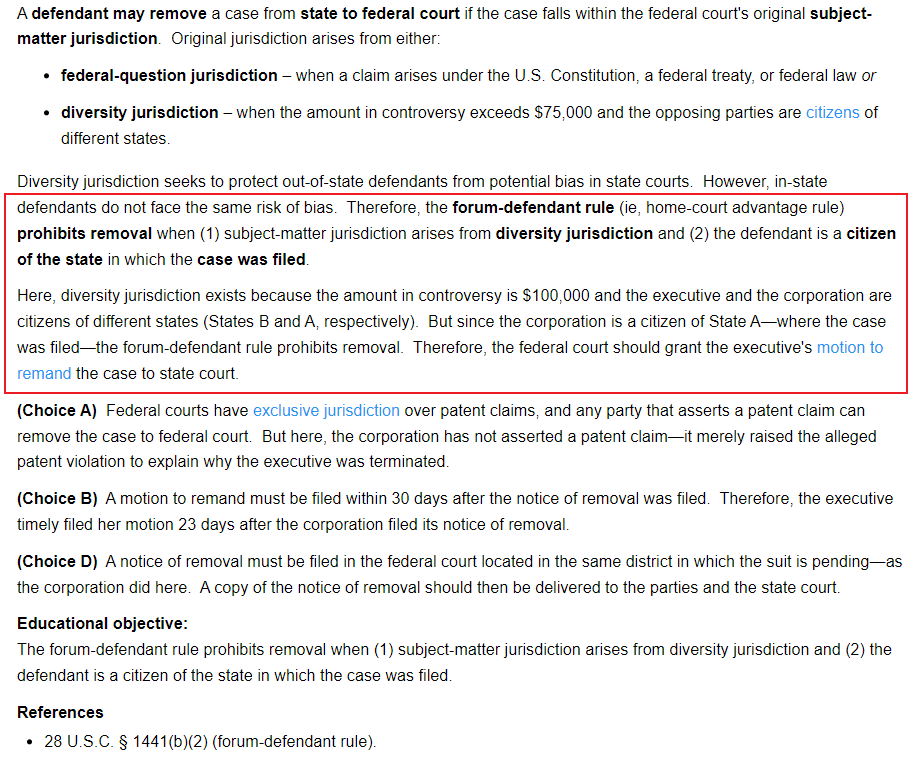 A defendant may remove a case from state to federal court if the case falls within the federal court's original subject-
matter jurisdiction. Original jurisdiction arises from either:
• federal-question jurisdiction – when a claim arises under the U.S. Constitution, a federal treaty, or federal law or
• diversity jurisdiction – when the amount in controversy exceeds $75,000 and the opposing parties are citizens of
different states.
Diversity jurisdiction seeks to protect out-of-state defendants from potential bias in state courts. However, in-state
defendants do not face the same risk of bias. Therefore, the forum-defendant rule (ie, home-court advantage rule)
prohibits removal when (1) subject-matter jurisdiction arises from diversity jurisdiction and (2) the defendant is a citizen
of the state in which the case was filed.
Here, diversity jurisdiction exists because the amount in controversy is $100,000 and the executive and the corporation are
citizens of different states (States B and A, respectively). But since the corporation is a citizen of State A—where the case
was filed—the forum-defendant rule prohibits removal. Therefore, the federal court should grant the executive's motion to
remand the case to state court.
(Choice A) Federal courts have exclusive jurisdiction over patent claims, and any party that asserts a patent claim can
remove the case to federal court. But here, the corporation has not asserted a patent claim—it merely raised the alleged
patent violation to explain why the executive was terminated.
(Choice B) A motion to remand must be filed within 30 days after the notice of removal was filed. Therefore, the executive
timely filed her motion 23 days after the corporation filed its notice of removal.
(Choice D) A notice of removal must be filed in the federal court located in the same district in which the suit is pending—as
the corporation did here. A copy of the notice of removal should then be delivered to the parties and the state court.
Educational objective:
The forum-defendant rule prohibits removal when (1) subject-matter jurisdiction arises from diversity jurisdiction and (2) the
defendant is a citizen of the state in which the case was filed.
References
• 28 U.S.C. § 1441(b)(2) (forum-defendant rule).